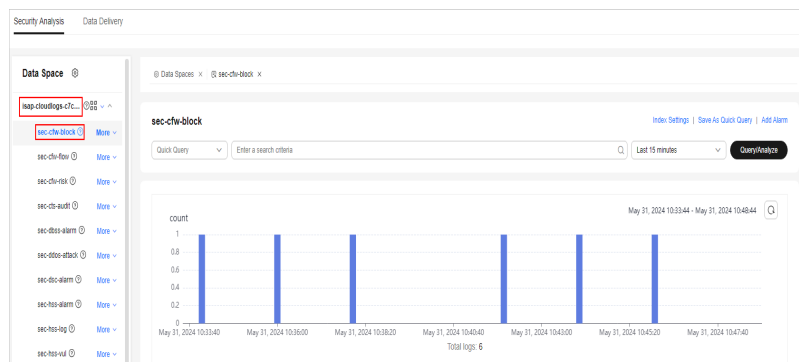 Security Analysis Data Delivery
Data Space
Data Spaces × sec-cfw-block ×
isap-cloudlogs-c7c...
sec-cfw-block More
sec-cfw-flow More
sec-cfw-risk More
sec-cts-audit More
sec-dbss-alarm More
sec-ddos-attack More
sec-dsc-alarm More
sec-hss-alarm More
sec-hss-log More
sec-hss-vul More
sec-cfw-block
Index Settings | Save As Quick Query | Add Alarm
Quick Query Enter a search criteria Last 15 minutes Query/Analyze
May 31, 2024 10:33:44 - May 31, 2024 10:48:44
count
1
0.8
0.6
0.4
0.2
0
May 31, 2024 10:33:40 May 31, 2024 10:36:00 May 31, 2024 10:38:20 May 31, 2024 10:40:40 May 31, 2024 10:43:00 May 31, 2024 10:45:20 May 31, 2024 10:47:40
Total logs: 6